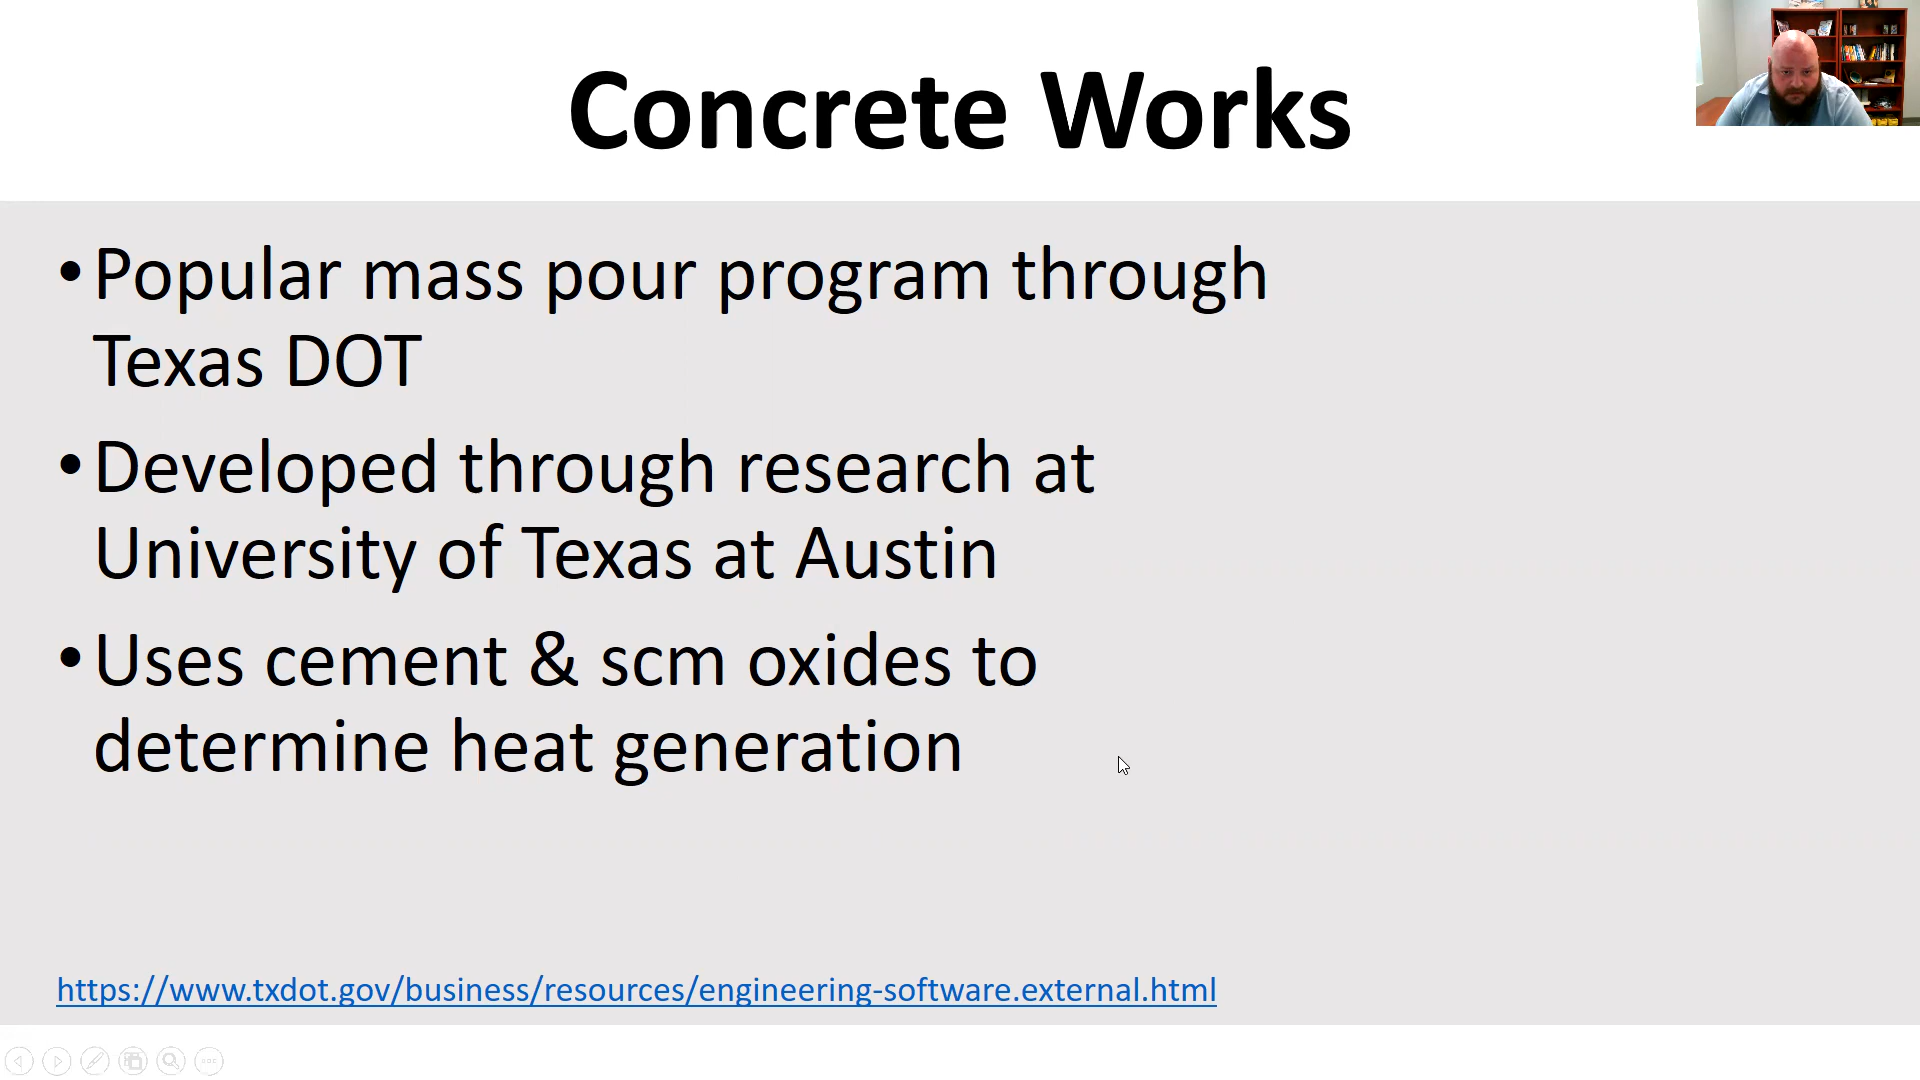 Concrete Works
•Popular mass pour program through
Texas DOT
•Developed through research at
University of Texas at Austin
•Uses cement & scm oxides to
determine heat generation
https://www.txdot.gov/business/resources/engineering-software.external.html